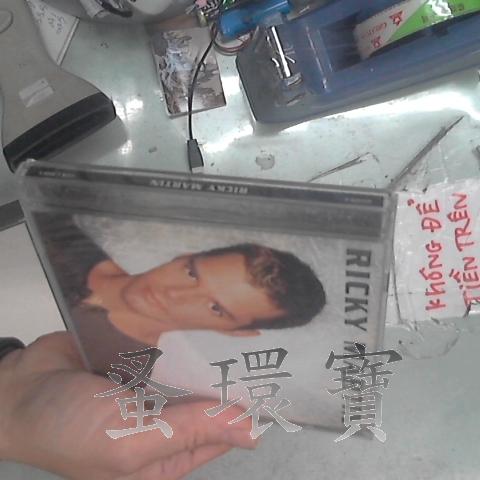 RICKY MARTIN
RICKY M
KHÔNG ĐỂ
TIỀN TRÊN
蚤環寶